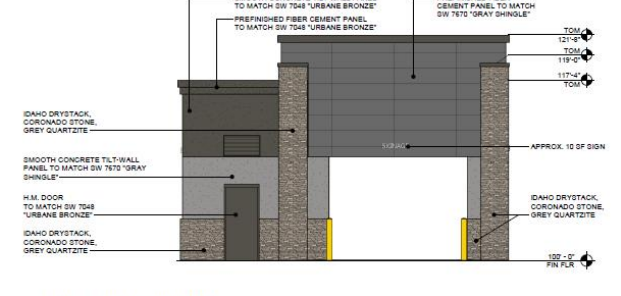 TO MATCH SW 7048 "URBANE BRONZE"
PREFINISHED FIBER CEMENT PANEL
TO MATCH SW 7048 "URBANE BRONZE"
CEMENT PANEL TO MATCH
SW 7670 "GRAY SHINGLE"
TOM
121'-8"
TOM
119'-0"
117'-4"
TOM
IDAHO DRYSTACK,
CORONADO STONE,
GREY QUARTZITE
SIGNAG
APPROX. 10 SF SIGN
SMOOTH CONCRETE TILT-WALL
PANEL TO MATCH SW 7670 "GRAY
SHINGLE"
H.M. DOOR
TO MATCH SW 7048
"URBANE BRONZE"
IDAHO DRYSTACK,
CORONADO STONE,
GREY QUARTZITE
IDAHO DRYSTACK,
CORONADO STONE,
GREY QUARTZITE
100' - 0"
FIN FLR